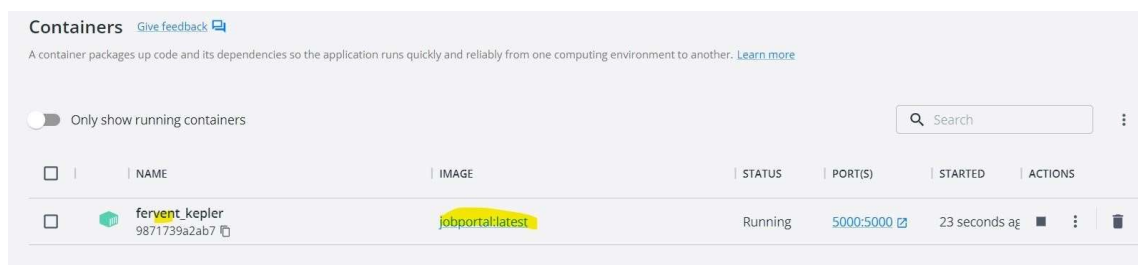 Containers Give feedback
A container packages up code and its dependencies so the application runs quickly and reliably from one computing environment to another. Learn more
Only show running containers
Search
NAME IMAGE STATUS PORT(S) STARTED ACTIONS
fervent_kepler
jobportal:latest Running 5000:5000 23 seconds ag
9871739a2ab7